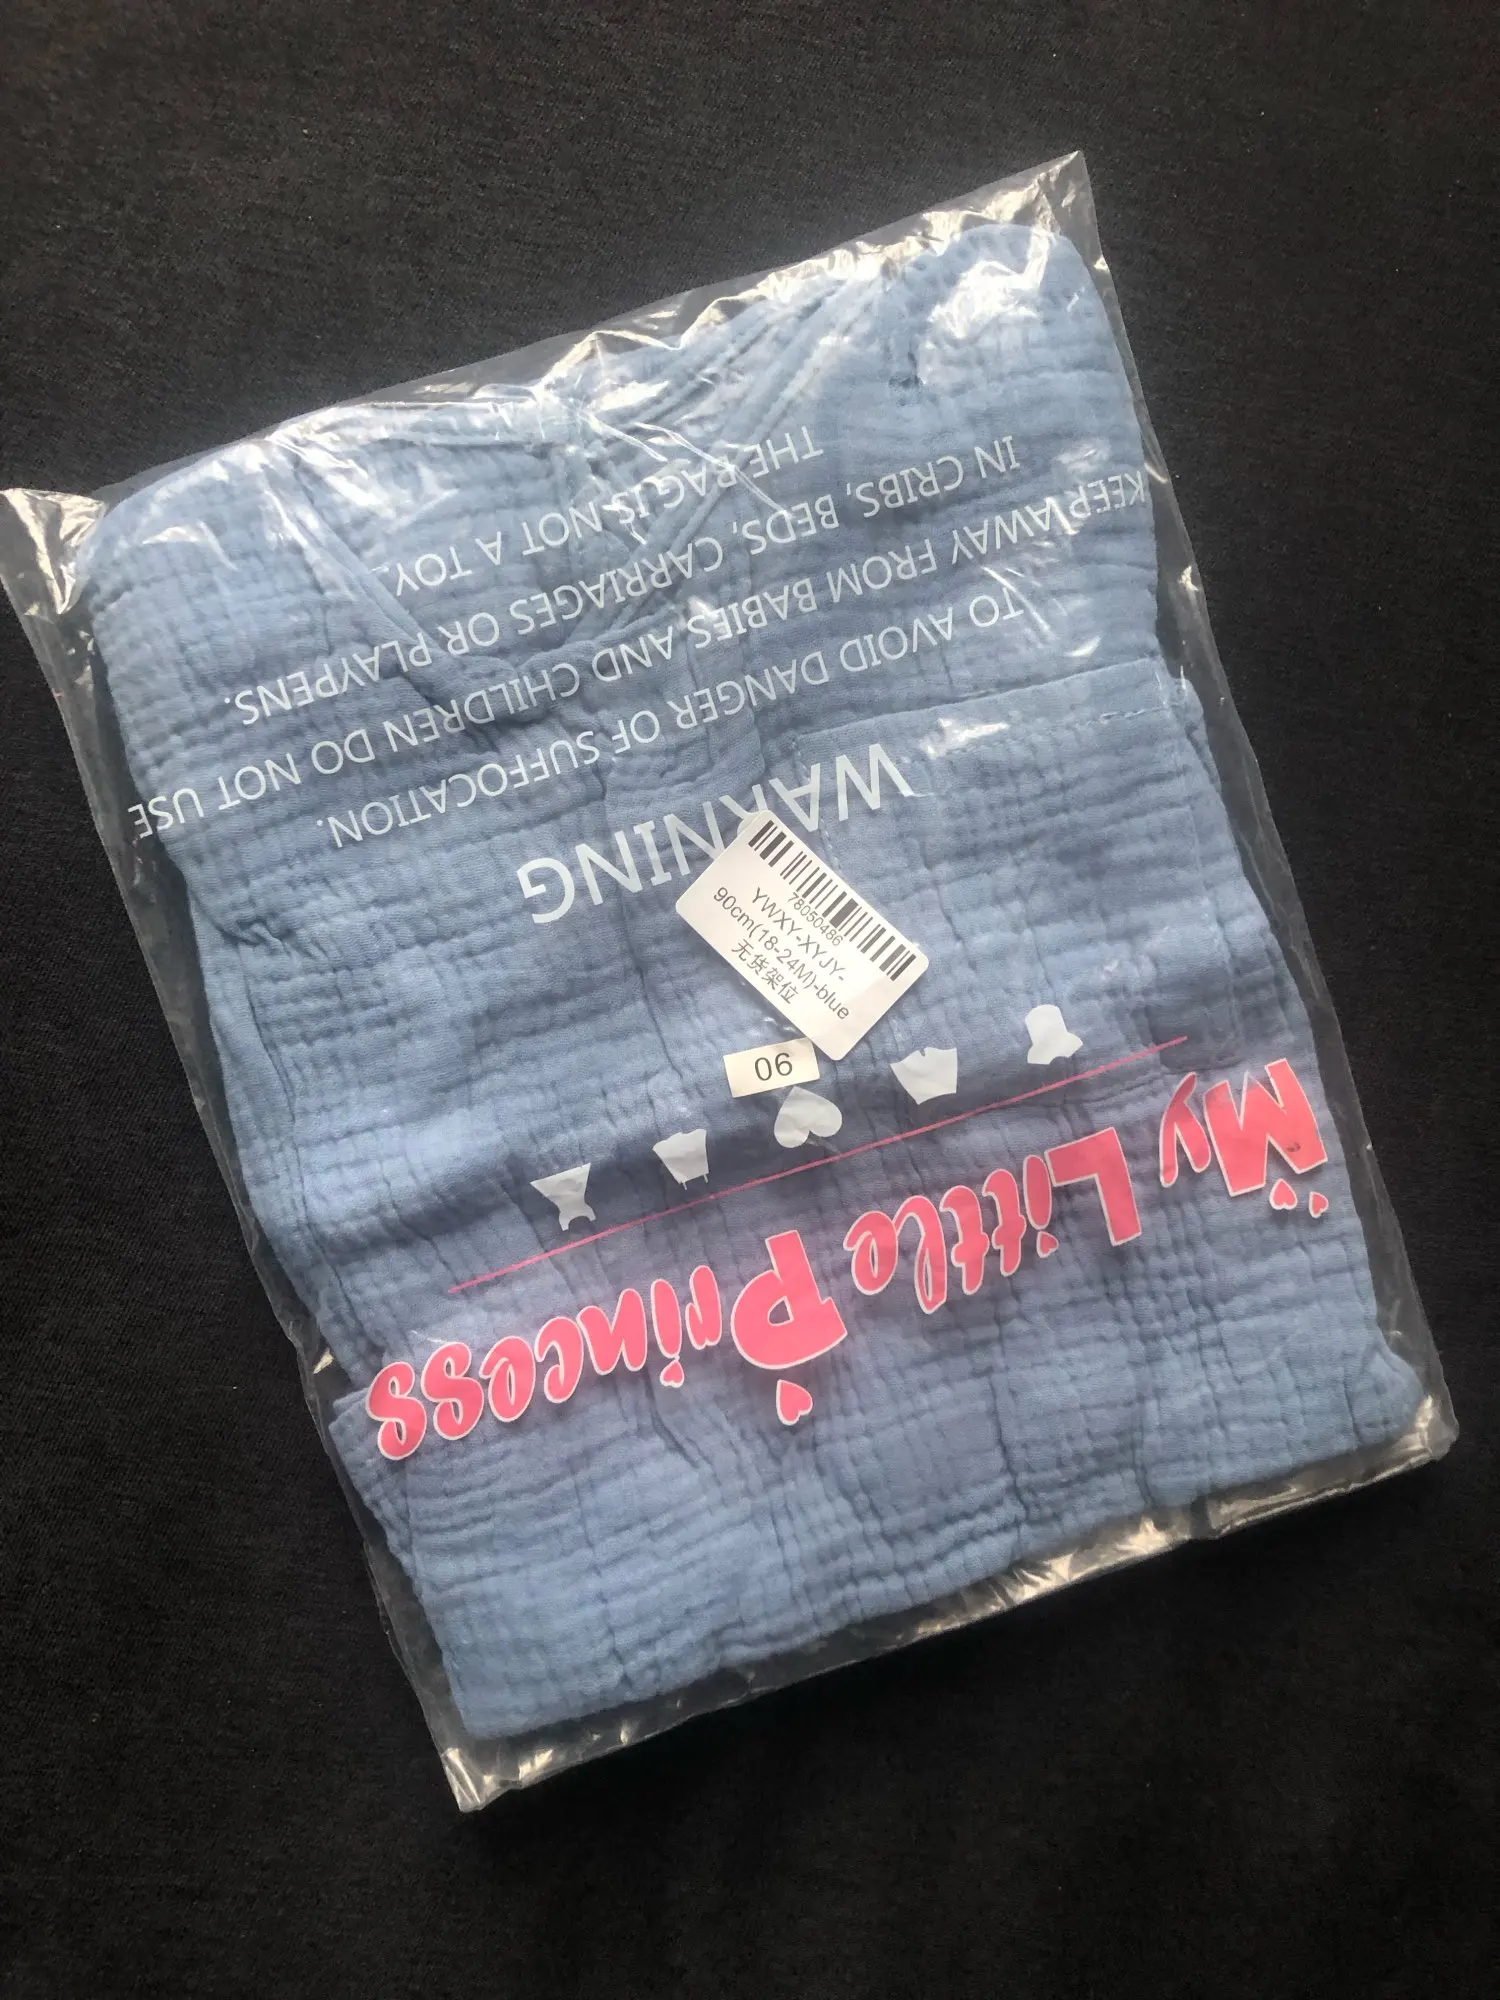 My Little Princess
90
78050486
YWXY-XYJY-
90cm(18-24M)-blue
无货架位
WARNING
TO AVOID DANGER OF SUFFOCATION.
KEEP AWAY FROM BABIES AND CHILDREN DO NOT USE
IN CRIBS, BEDS, CARRIAGES OR PLAYPENS.
THE BAG IS NOT A TOY